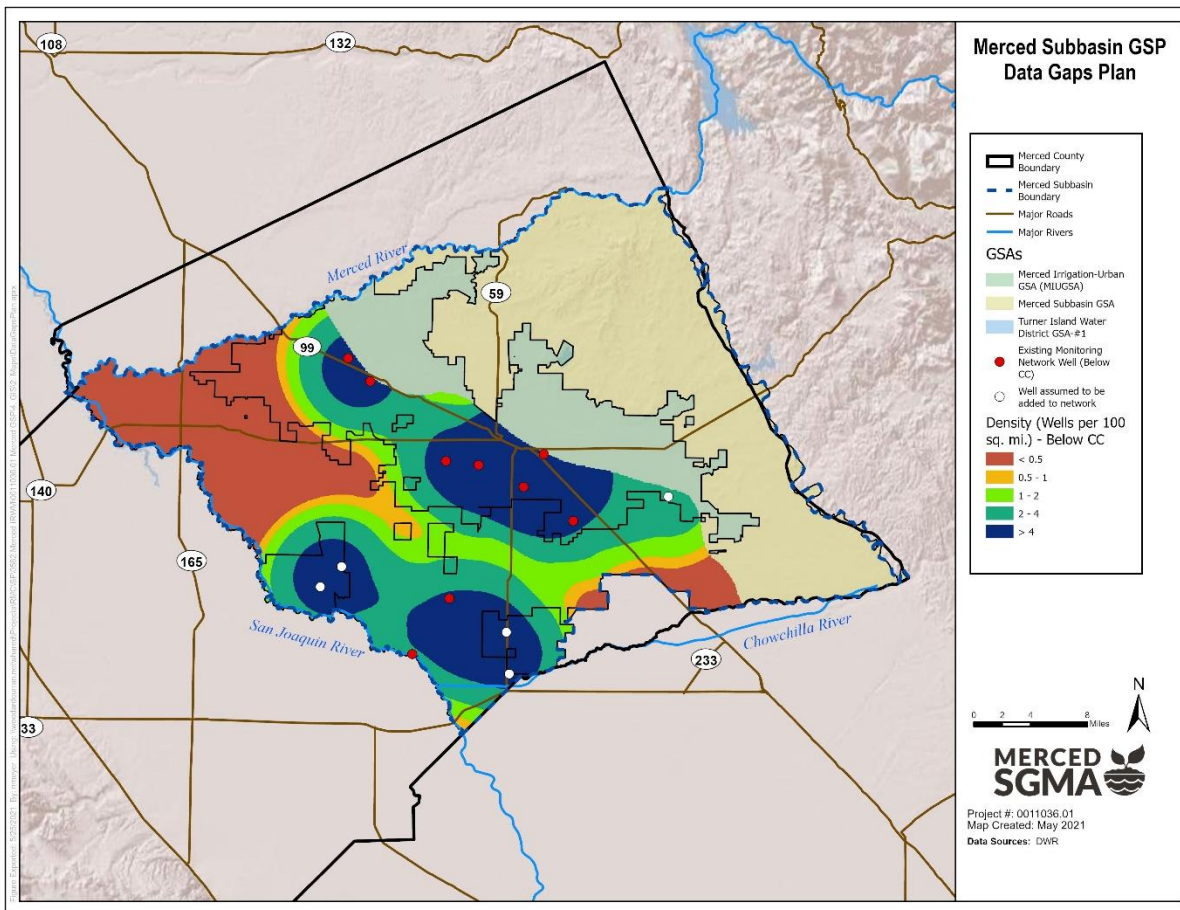 Merced Subbasin GSP
Data Gaps Plan
Merced County
Boundary
Merced Subbasin
Boundary
Major Roads
Major Rivers
GSAs
Merced Irrigation-Urban
GSA (MIUGSA)
Merced Subbasin GSA
Turner Island Water
District GSA-#1
Existing Monitoring
Network Well (Below
CC)
Well assumed to be
added to network
Density (Wells per 100
sq. mi.) - Below CC
< 0.5
0.5 - 1
1 - 2
2 - 4
> 4
N
0 2 4 8
Miles
MERCED
SGMA
Project #: 0011036.01
Map Created: May 2021
Data Sources: DWR
108
132
Merced River
59
99
140
165
San Joaquin River
Chowchilla River
233
33